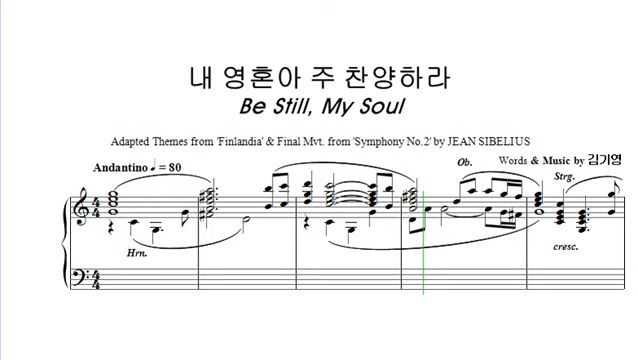 내 영혼아 주 찬양하라
Be Still, My Soul
Adapted Themes from 'Finlandia' & Final Mvt. from 'Symphony No.2' by JEAN SIBELIUS
Words & Music by 김기영
Andantino ♩ = 80
Ob.
Strg.
Hrn.
cresc.